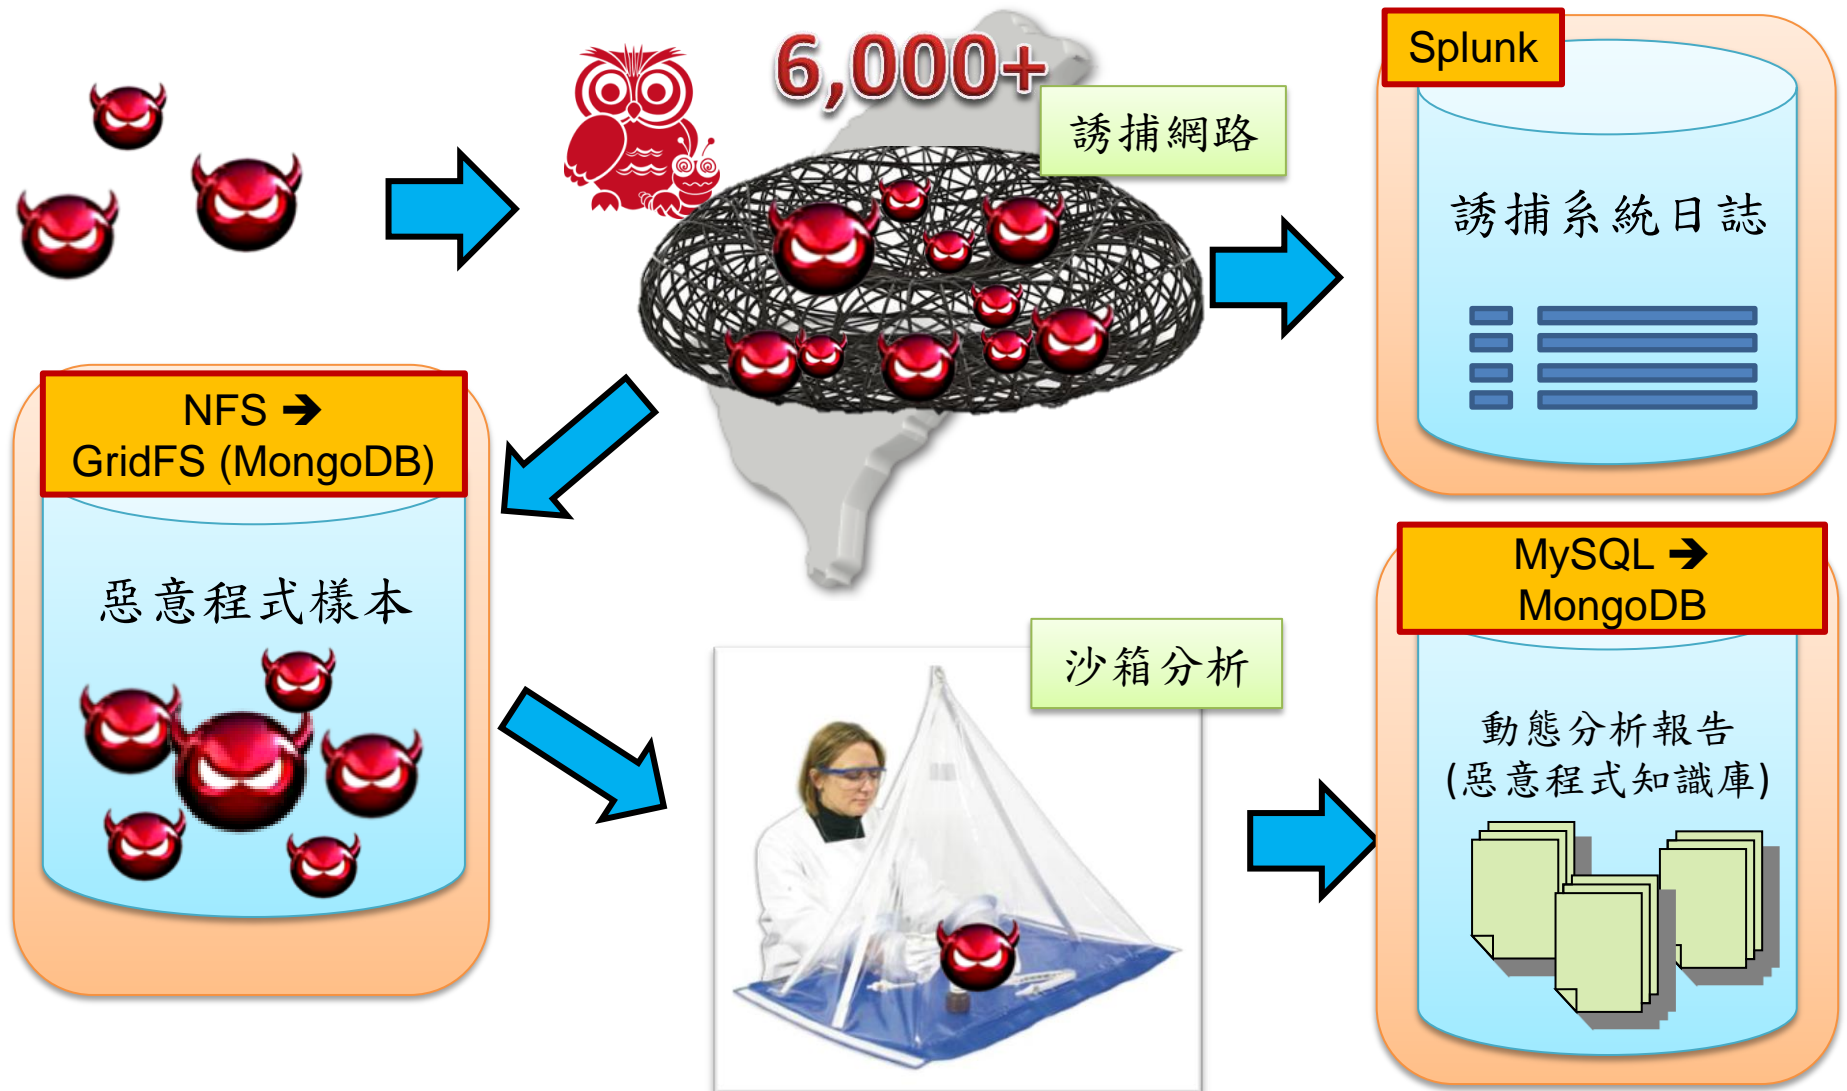 6,000+
誘捕網路
Splunk
誘捕系統日誌
NFS ➔
GridFS (MongoDB)
惡意程式樣本
沙箱分析
MySQL ➔
MongoDB
動態分析報告
(惡意程式知識庫)